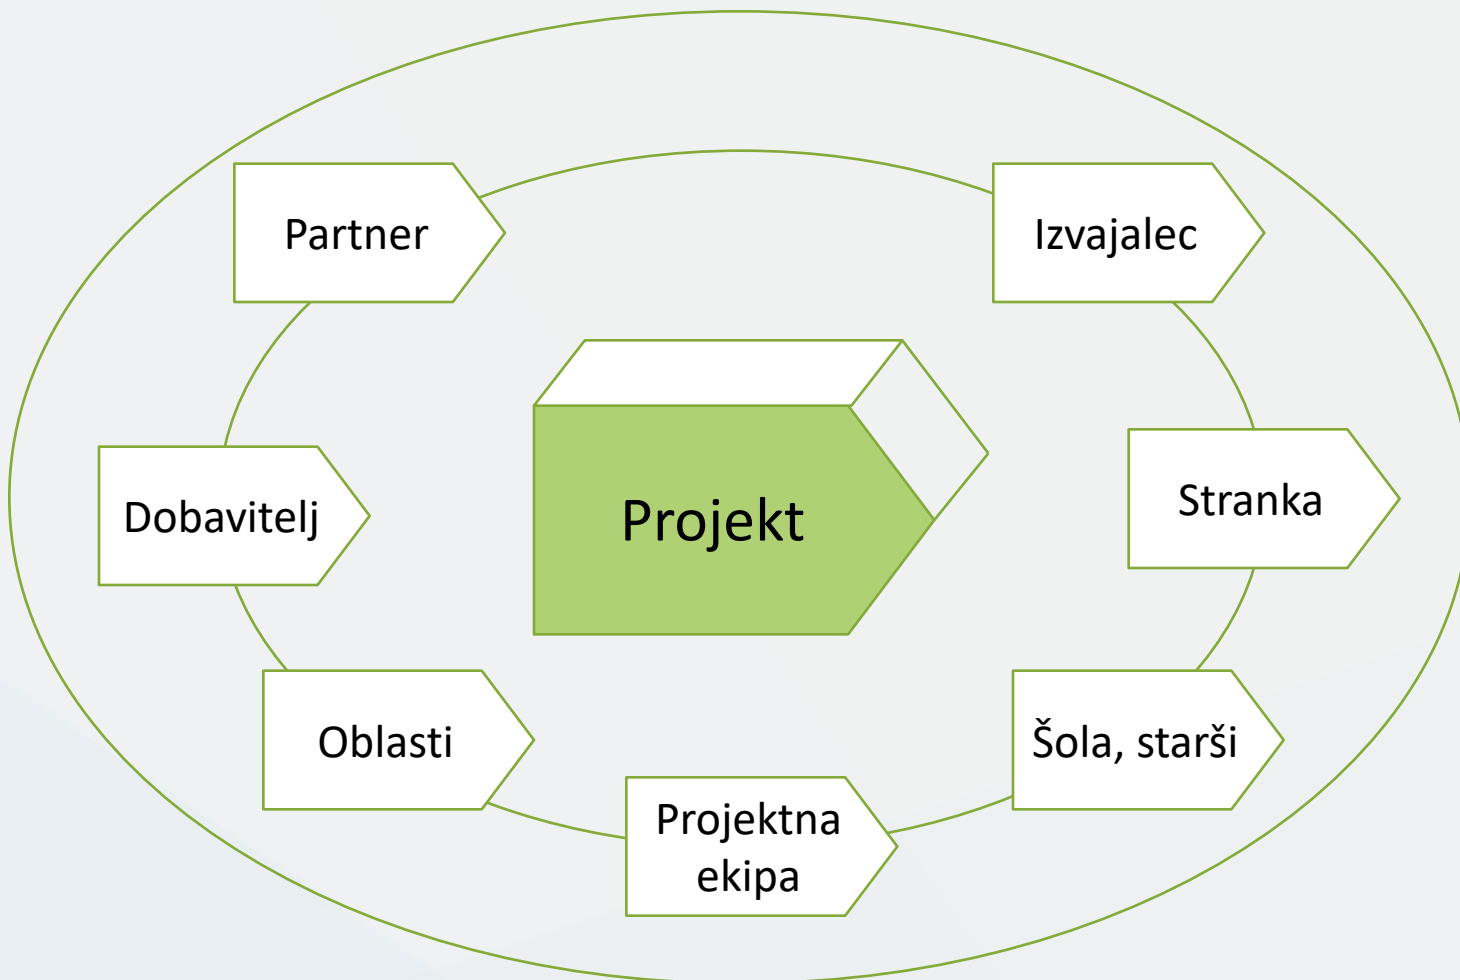 Partner
Izvajalec
Dobavitelj
Projekt
Stranka
Oblasti
Šola, starši
Projektna
ekipa